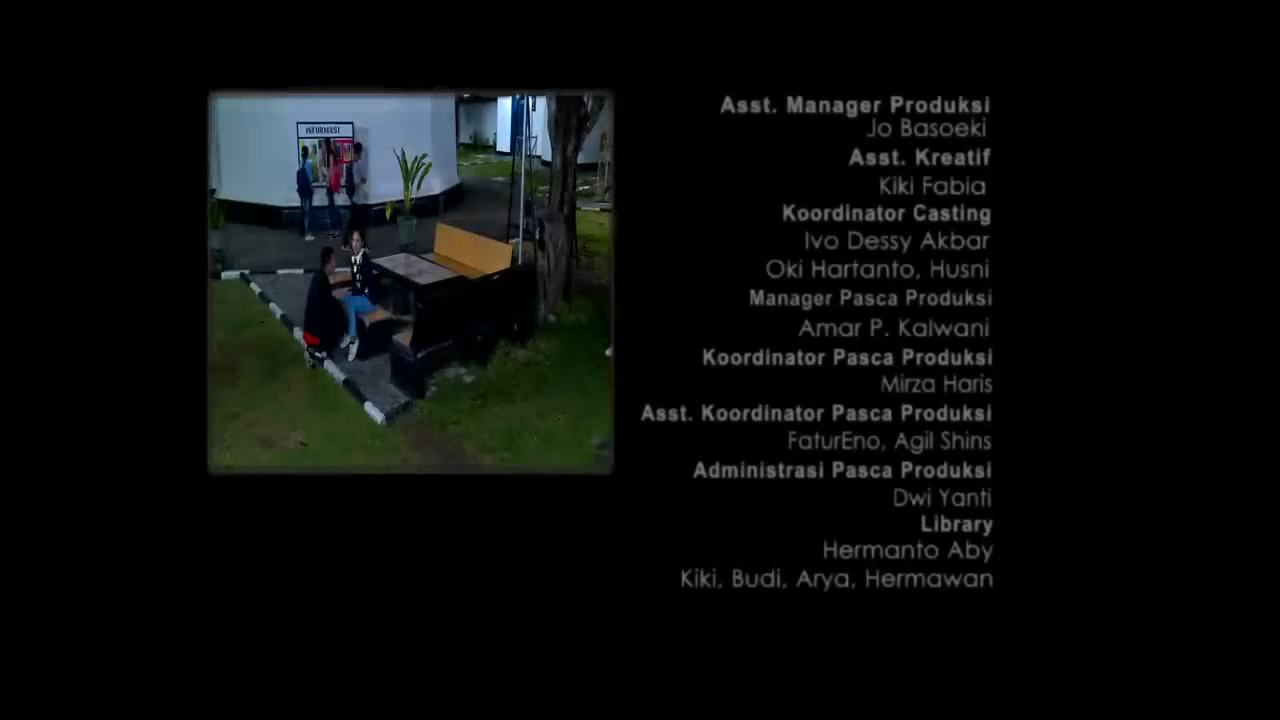 INFORMASI
Asst. Manager Produksi
Jo Basoeki
Asst. Kreatif
Kiki Fabia
Koordinator Casting
Ivo Dessy Akbar
Oki Hartanto, Husni
Manager Pasca Produksi
Amar P. Kalwani
Koordinator Pasca Produksi
Mirza Haris
Asst. Koordinator Pasca Produksi
FaturEno, Agil Shins
Administrasi Pasca Produksi
Dwi Yanti
Library
Hermanto Aby
Kiki, Budi, Arya, Hermawan